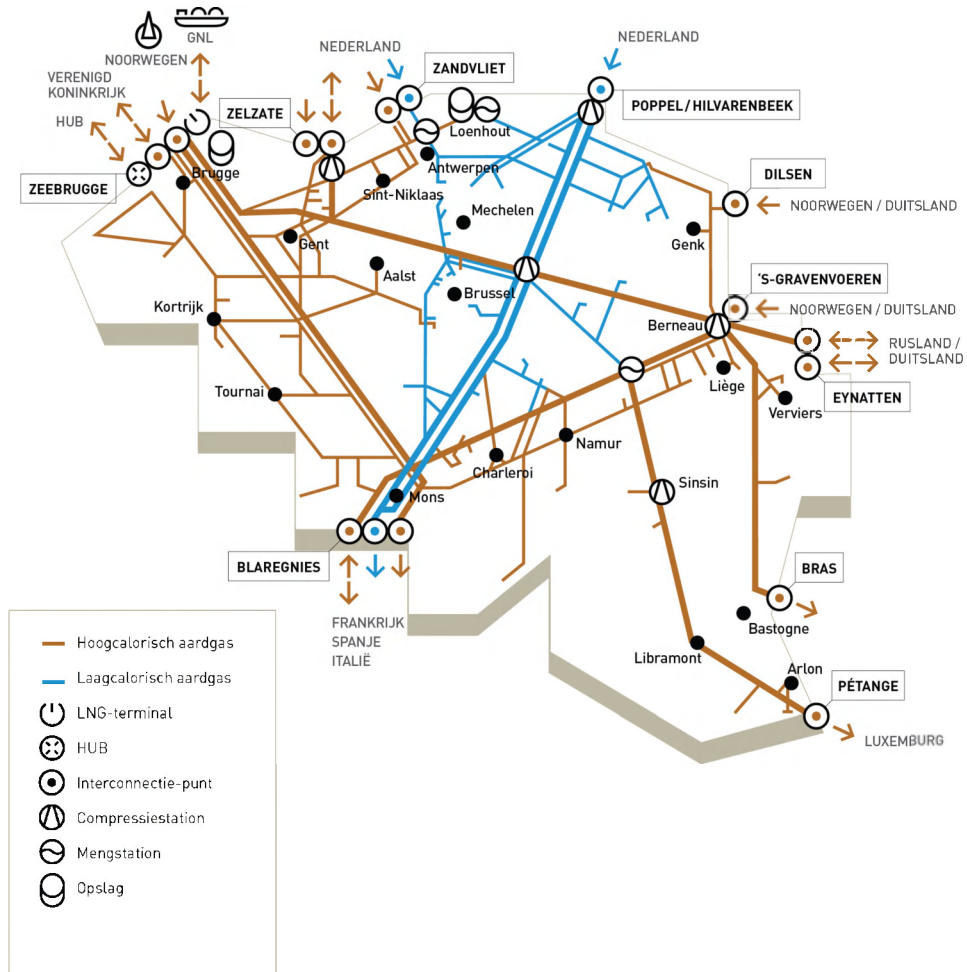 GNL
NOORWEGEN
VERENIGD
KONINKRIJK
HUB
ZEEBRUGGE
ZELZATE
NEDERLAND
ZANDVLIET
NEDERLAND
POPPEL / HILVARENBEEK
Loenhout
Brugge
Antwerpen
Sint-Niklaas
DILSEN
NOORWEGEN / DUITSLAND
Mechelen
Gent
Genk
Aalst
'S-GRAVENVOEREN
NOORWEGEN / DUITSLAND
Brussel
Kortrijk
Berneau
RUSLAND /
DUITSLAND
Liège
EYNATTEN
Tournai
Verviers
Namur
Charleroi
Sinsin
Mons
BLAREGNIES
BRAS
FRANKRIJK
SPANJE
ITALIË
Bastogne
Libramont
Arlon
PÉTANGE
LUXEMBURG
Hoogcalorisch aardgas
Laagcalorisch aardgas
LNG-terminal
HUB
Interconnectie-punt
Compressiestation
Mengstation
Opslag